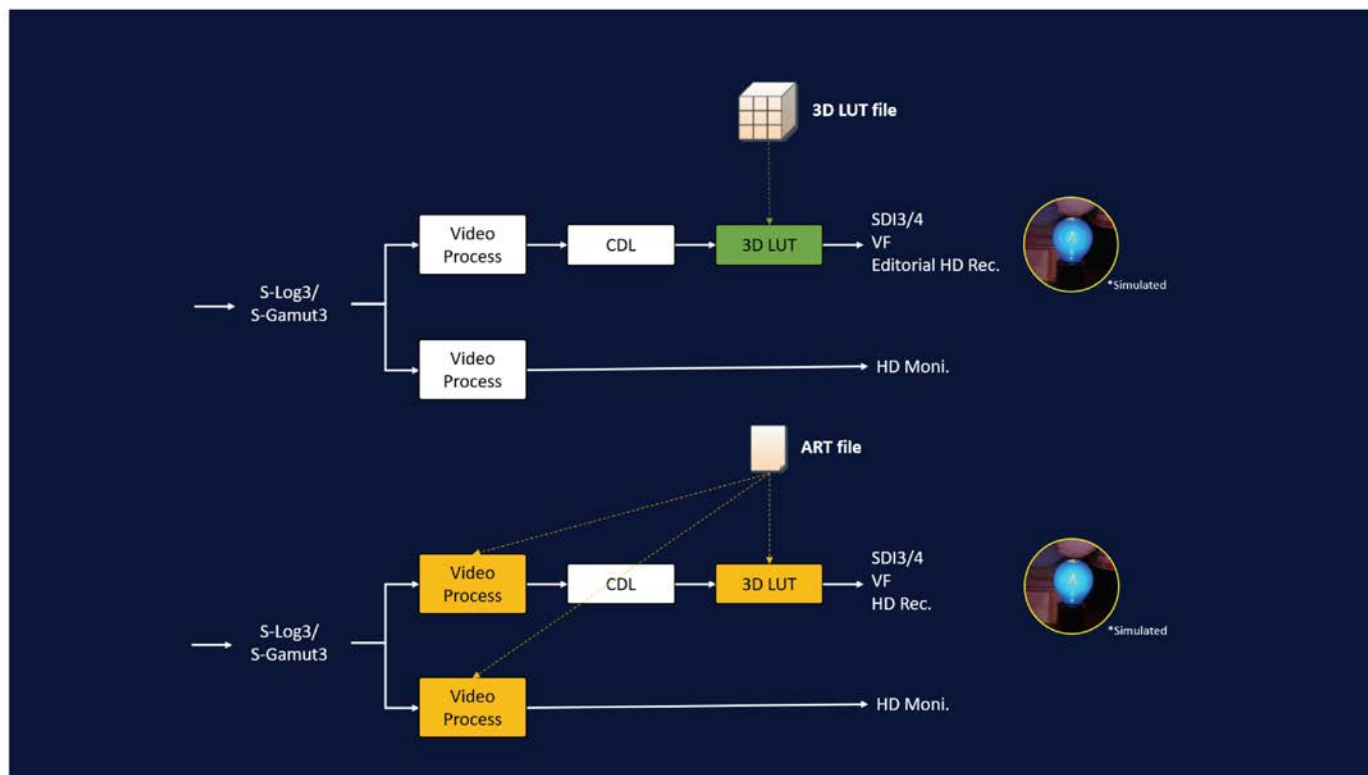 3D LUT file
Video
Process
CDL
3D LUT
SDI3/4
VF
Editorial HD Rec.
*Simulated
S-Log3/
S-Gamut3
Video
Process
HD Moni.
ART file
Video
Process
CDL
3D LUT
SDI3/4
VF
HD Rec.
*Simulated
S-Log3/
S-Gamut3
Video
Process
HD Moni.